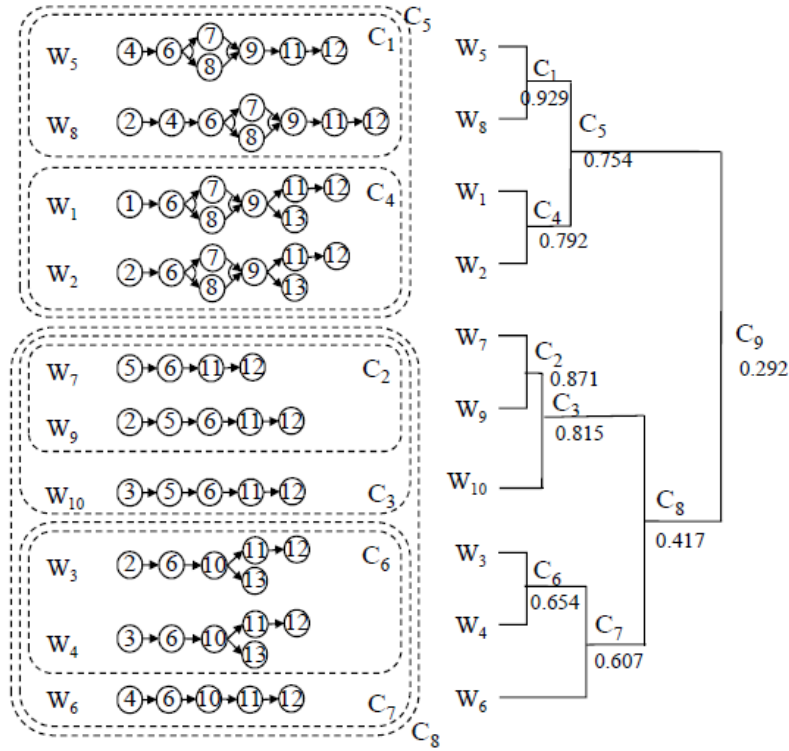 C5
W5 4 6 7 8 9 11 12 C1
W8 2 4 6 7 8 9 11 12
W1 1 6 7 8 9 11 12 13 C4
W2 2 6 7 8 9 11 12 13
W7 5 6 11 12 C2
W9 2 5 6 11 12
W10 3 5 6 11 12 C3
W3 2 6 10 11 12 13 C6
W4 3 6 10 11 12 13
W6 4 6 10 11 12 C7
C8
W5
C1
0.929
W8
C5
0.754
W1
C4
0.792
W2
W7
C2
0.871
W9
C3
0.815
W10
C9
0.292
C8
0.417
W3
C6
0.654
W4
C7
0.607
W6